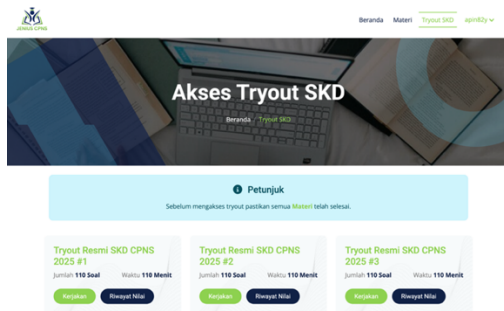 JENIUS CPNS
Beranda Materi Tryout SKD apin82y
Akses Tryout SKD
Beranda Tryout SKD
Petunjuk
Sebelum mengakses tryout pastikan semua Materi telah selesai.
Tryout Resmi SKD CPNS
2025 #1
Jumlah 110 Soal Waktu 110 Menit
Kerjakan Riwayat Nilai
Tryout Resmi SKD CPNS
2025 #2
Jumlah 110 Soal Waktu 110 Menit
Kerjakan Riwayat Nilai
Tryout Resmi SKD CPNS
2025 #3
Jumlah 110 Soal Waktu 110 Menit
Kerjakan Riwayat Nilai